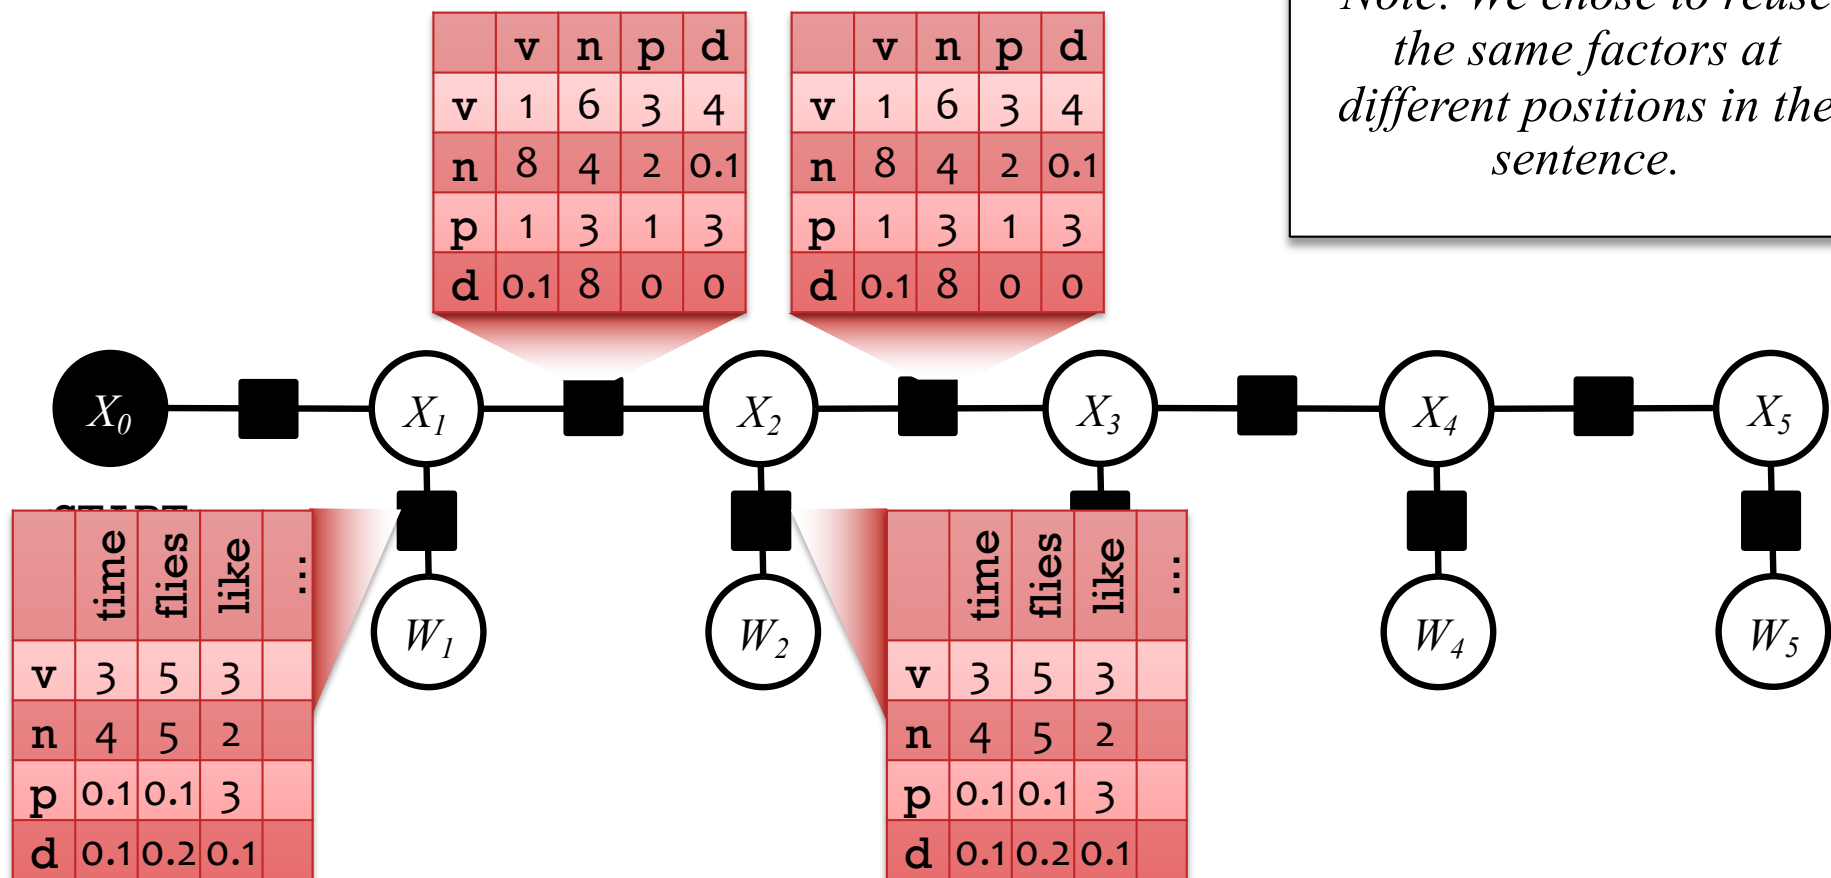 Note: We chose to reuse
the same factors at
different positions in the
sentence.
v n p d
v 1 6 3 4
n 8 4 2 0.1
p 1 3 1 3
d 0.1 8 0 0
v n p d
v 1 6 3 4
n 8 4 2 0.1
p 1 3 1 3
d 0.1 8 0 0
X0 X1 X2 X3 X4 X5
time flies like ...
v 3 5 3
n 4 5 2
p 0.1 0.1 3
d 0.1 0.2 0.1
W1 W2
time flies like ...
v 3 5 3
n 4 5 2
p 0.1 0.1 3
d 0.1 0.2 0.1
W4 W5